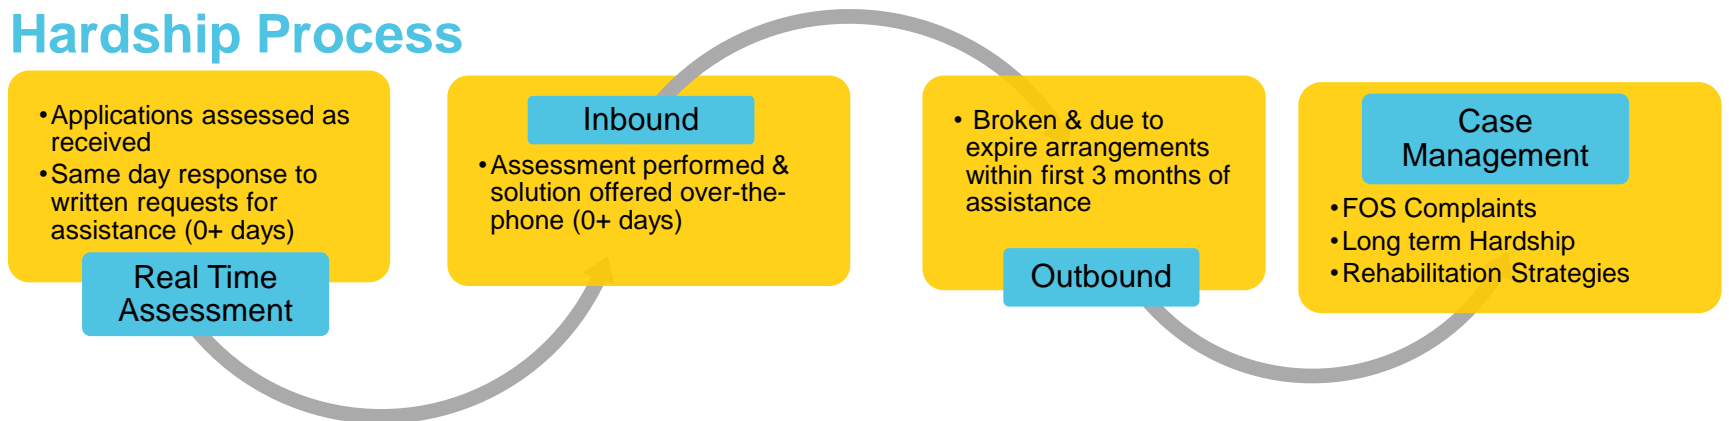 Hardship Process
•Applications assessed as
received
•Same day response to
written requests for
assistance (0+ days)
Real Time
Assessment
Inbound
•Assessment performed &
solution offered over-the-
phone (0+ days)
• Broken & due to
expire arrangements
within first 3 months of
assistance
Outbound
Case
Management
•FOS Complaints
•Long term Hardship
•Rehabilitation Strategies